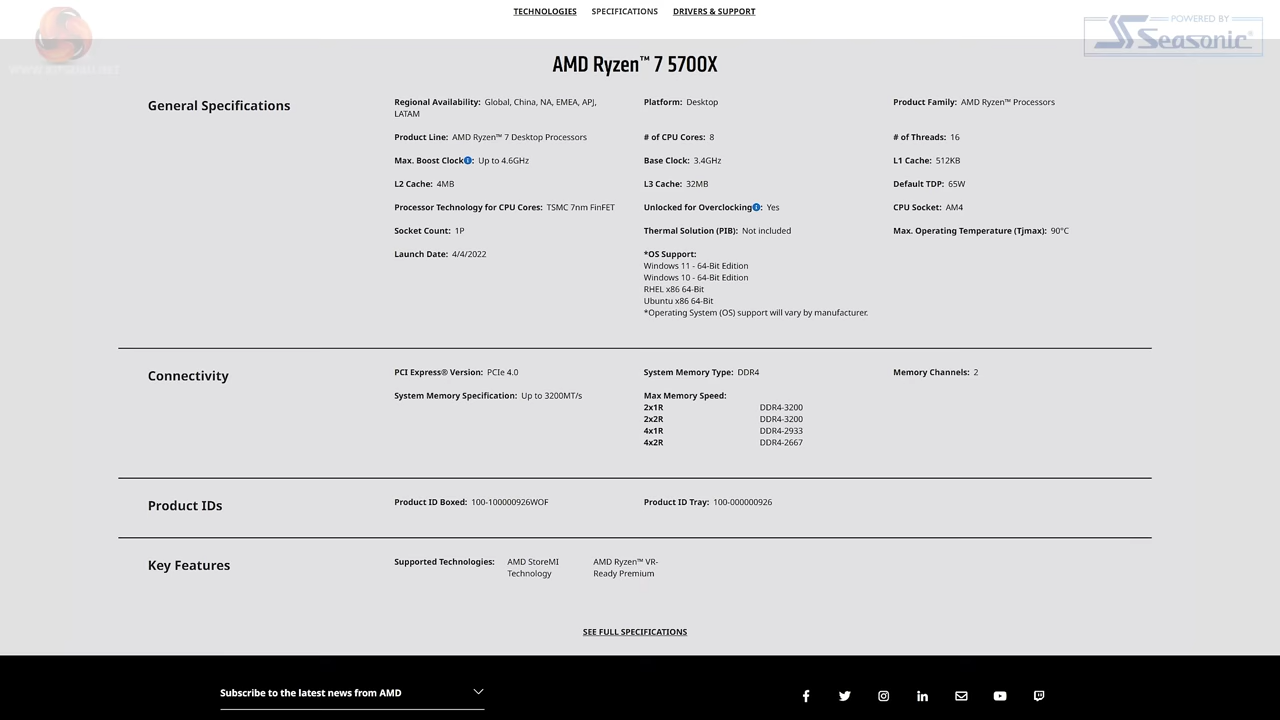 TECHNOLOGIES SPECIFICATIONS DRIVERS & SUPPORT
POWERED BY
Seasonic®
AMD Ryzen™ 7 5700X
General Specifications
Regional Availability: Global, China, NA, EMEA, APJ,
LATAM
Platform: Desktop
Product Family: AMD Ryzen™ Processors
Product Line: AMD Ryzen™ 7 Desktop Processors
# of CPU Cores: 8
# of Threads: 16
Max. Boost Clock: Up to 4.6GHz
Base Clock: 3.4GHz
L1 Cache: 512KB
L2 Cache: 4MB
L3 Cache: 32MB
Default TDP: 65W
Processor Technology for CPU Cores: TSMC 7nm FinFET
Unlocked for Overclocking: Yes
CPU Socket: AM4
Socket Count: 1P
Thermal Solution (PIB): Not included
Max. Operating Temperature (Tjmax): 90°C
Launch Date: 4/4/2022
*OS Support:
Windows 11 - 64-Bit Edition
Windows 10 - 64-Bit Edition
RHEL x86 64-Bit
Ubuntu x86 64-Bit
*Operating System (OS) support will vary by manufacturer.
Connectivity
PCI Express® Version: PCIe 4.0
System Memory Type: DDR4
Memory Channels: 2
System Memory Specification: Up to 3200MT/s
Max Memory Speed:
2x1R DDR4-3200
2x2R DDR4-3200
4x1R DDR4-2933
4x2R DDR4-2667
Product IDs
Product ID Boxed: 100-100000926WOF
Product ID Tray: 100-000000926
Key Features
Supported Technologies:
AMD StoreMI
Technology
AMD Ryzen™ VR-
Ready Premium
SEE FULL SPECIFICATIONS
Subscribe to the latest news from AMD